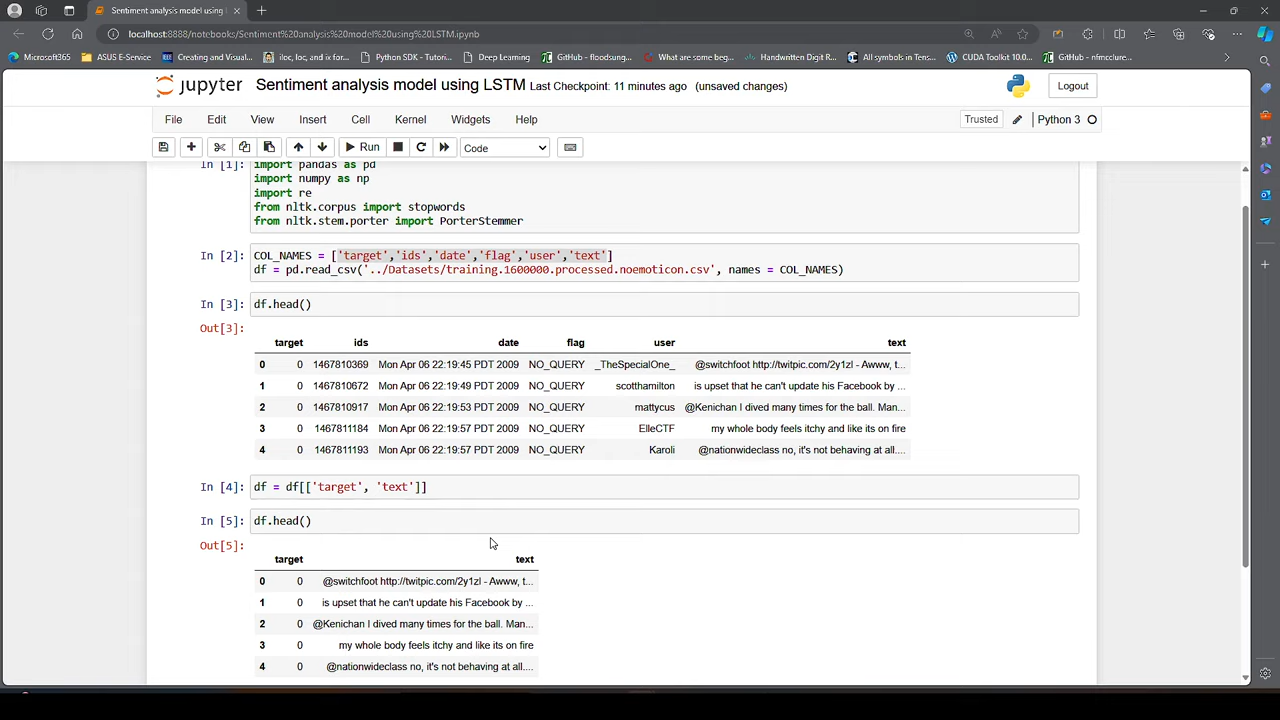 Sentiment analysis model using L
localhost:8888/notebooks/Sentiment%20analysis%20model%20using%20LSTM.ipynb
Microsoft365 ASUS E-Service Creating and Visual... iloc, loc, and ix for... Python SDK - Tutori... Deep Learning GitHub - floodsung... What are some beg... Handwritten Digit R... All symbols in Tens... CUDA Toolkit 10.0... GitHub - nfmcclure...
jupyter Sentiment analysis model using LSTM Last Checkpoint: 11 minutes ago (unsaved changes) Logout
File Edit View Insert Cell Kernel Widgets Help Trusted Python 3
Run Code
In [1]: import pandas as pd
import numpy as np
import re
from nltk.corpus import stopwords
from nltk.stem.porter import PorterStemmer
In [2]: COL_NAMES = ['target','ids','date','flag','user','text']
df = pd.read_csv('../Datasets/training.1600000.processed.noemoticon.csv', names = COL_NAMES)
In [3]: df.head()
Out[3]:
target ids date flag user text
0 0 1467810369 Mon Apr 06 22:19:45 PDT 2009 NO_QUERY _TheSpecialOne_ @switchfoot http://twitpic.com/2y1zl - Awww, t...
1 0 1467810672 Mon Apr 06 22:19:49 PDT 2009 NO_QUERY scotthamilton is upset that he can't update his Facebook by ...
2 0 1467810917 Mon Apr 06 22:19:53 PDT 2009 NO_QUERY mattycus @Kenichan I dived many times for the ball. Man...
3 0 1467811184 Mon Apr 06 22:19:57 PDT 2009 NO_QUERY ElleCTF my whole body feels itchy and like its on fire
4 0 1467811193 Mon Apr 06 22:19:57 PDT 2009 NO_QUERY Karoli @nationwideclass no, it's not behaving at all....
In [4]: df = df[['target', 'text']]
In [5]: df.head()
Out[5]:
target text
0 0 @switchfoot http://twitpic.com/2y1zl - Awww, t...
1 0 is upset that he can't update his Facebook by ...
2 0 @Kenichan I dived many times for the ball. Man...
3 0 my whole body feels itchy and like its on fire
4 0 @nationwideclass no, it's not behaving at all....